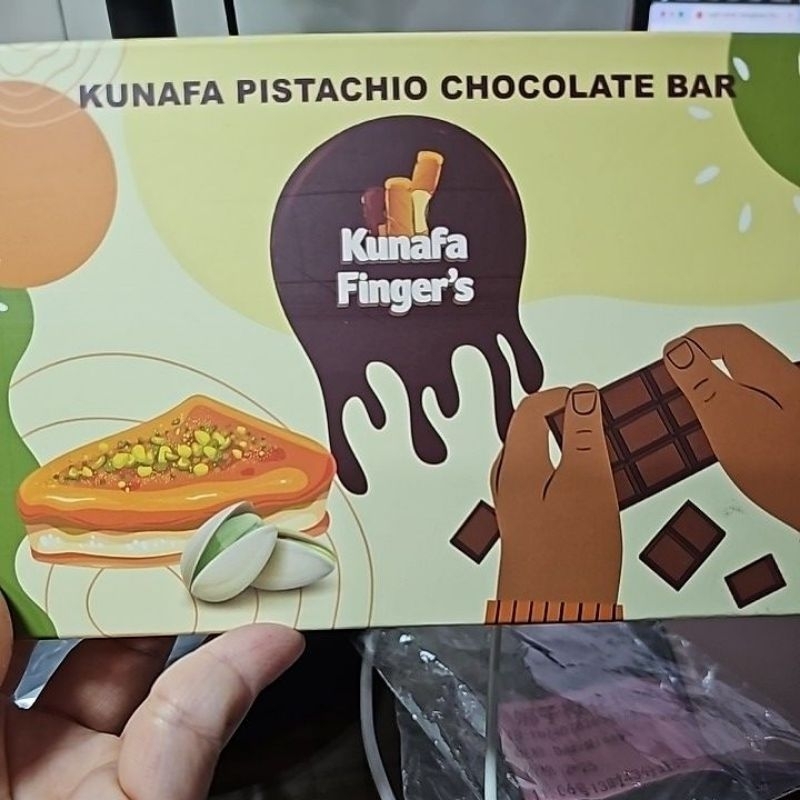 KUNAFA PISTACHIO CHOCOLATE BAR
Kunafa
Finger's